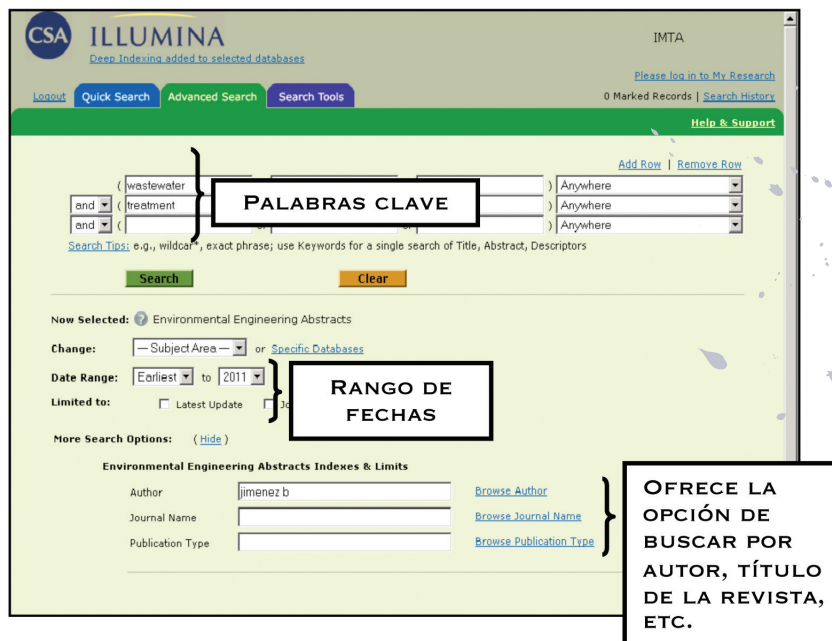 CSA ILLUMINA
IMTA
Deep Indexing added to selected databases
Please log in to My Research
Logout Quick Search Advanced Search Search Tools 0 Marked Records | Search History
Help & Support
Add Row | Remove Row
( wastewater ) Anywhere
and ( treatment ) Anywhere
and ( ) Anywhere
PALABRAS CLAVE
Search Tips: e.g., wildcar*, exact phrase; use Keywords for a single search of Title, Abstract, Descriptors
Search Clear
Now Selected: ? Environmental Engineering Abstracts
Change: — Subject Area — or Specific Databases
Date Range: Earliest to 2011
Limited to: Latest Update
RANGO DE
FECHAS
More Search Options: ( Hide )
Environmental Engineering Abstracts Indexes & Limits
Author jimenez b Browse Author
Journal Name Browse Journal Name
Publication Type Browse Publication Type
OFRECE LA
OPCIÓN DE
BUSCAR POR
AUTOR, TÍTULO
DE LA REVISTA,
ETC.